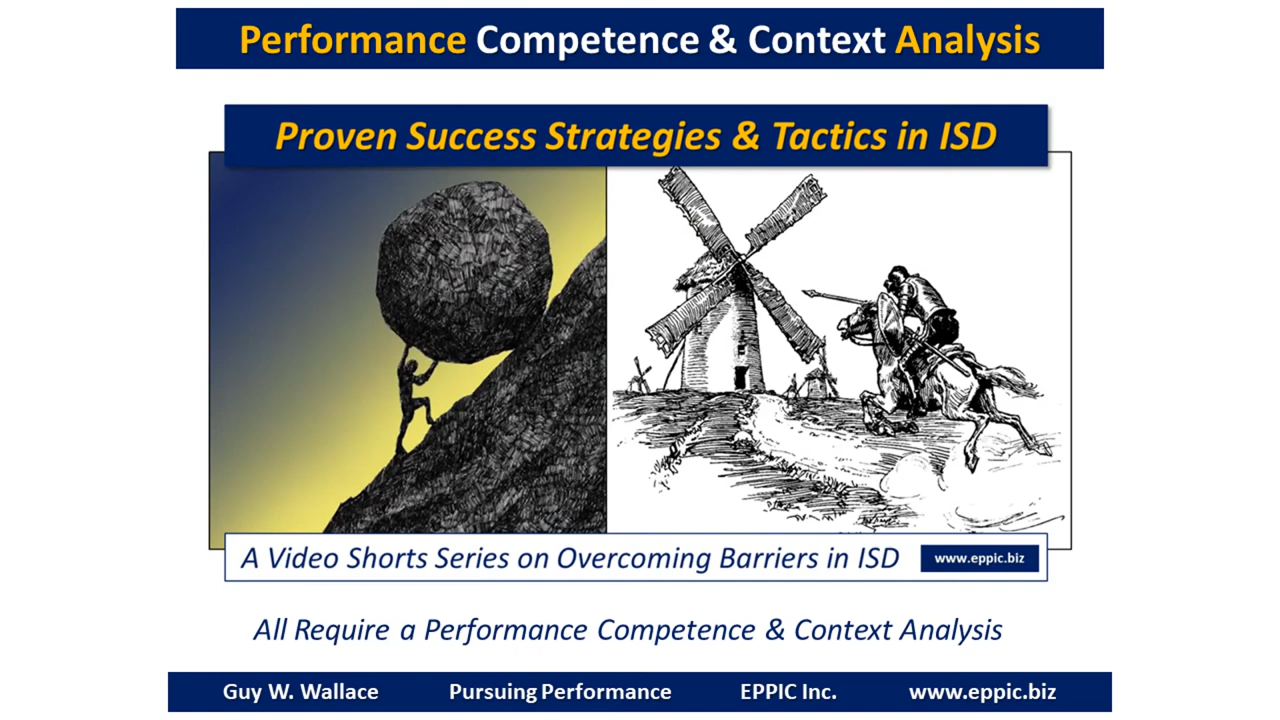 Performance Competence & Context Analysis
Proven Success Strategies & Tactics in ISD
A Video Shorts Series on Overcoming Barriers in ISD www.eppic.biz
All Require a Performance Competence & Context Analysis
Guy W. Wallace Pursuing Performance EPPIC Inc. www.eppic.biz